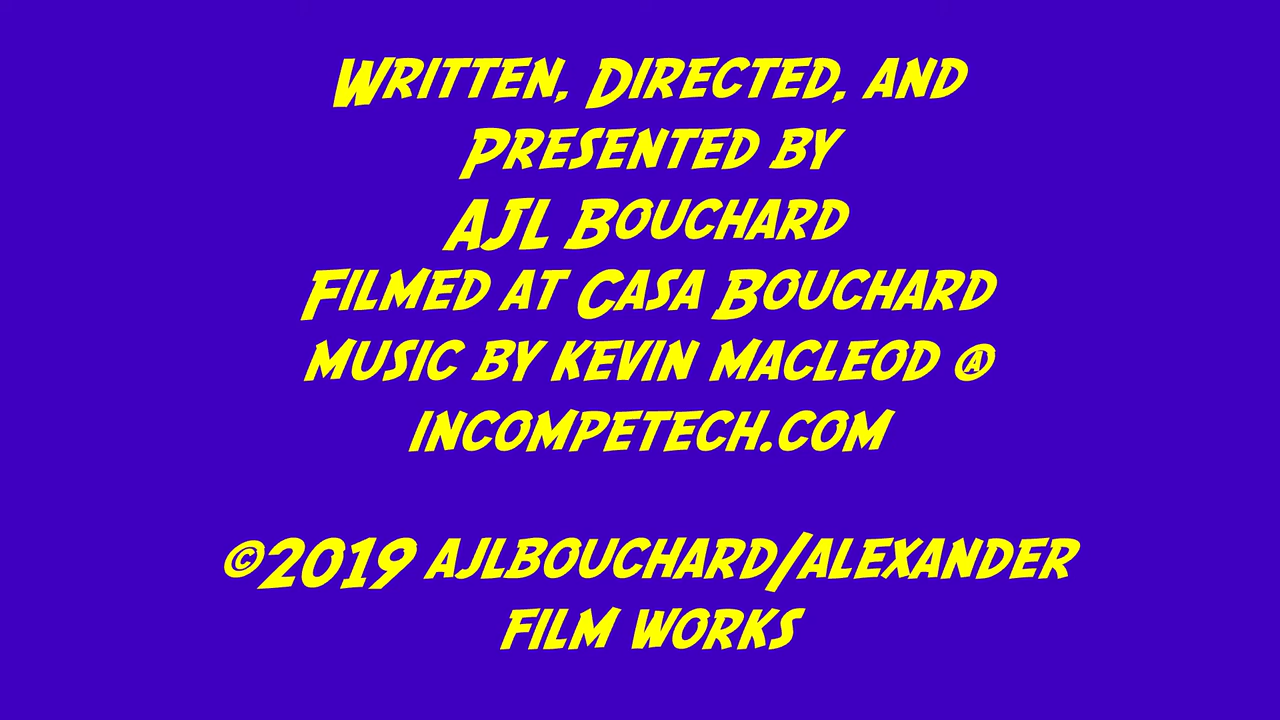 Written, Directed, and
Presented by
AJL Bouchard
Filmed at Casa Bouchard
music by kevin macleod @
incompetech.com
©2019 ajlbouchard/alexander
film works